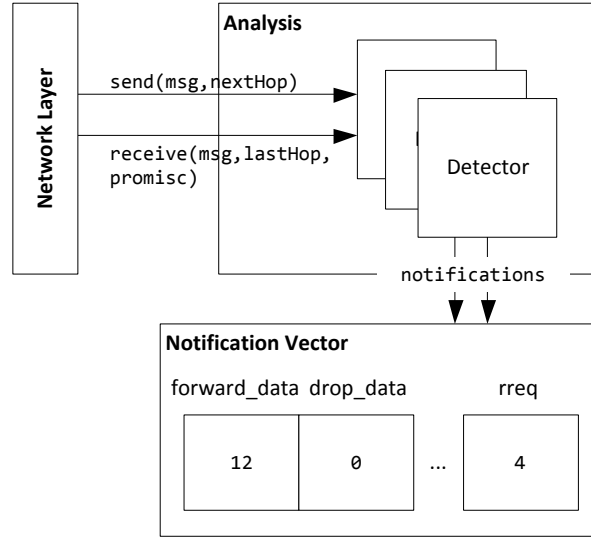 Network Layer
Analysis
send(msg,nextHop)
receive(msg,lastHop,
promisc)
Detector
notifications
Notification Vector
forward_data drop_data rreq
12 0 ... 4